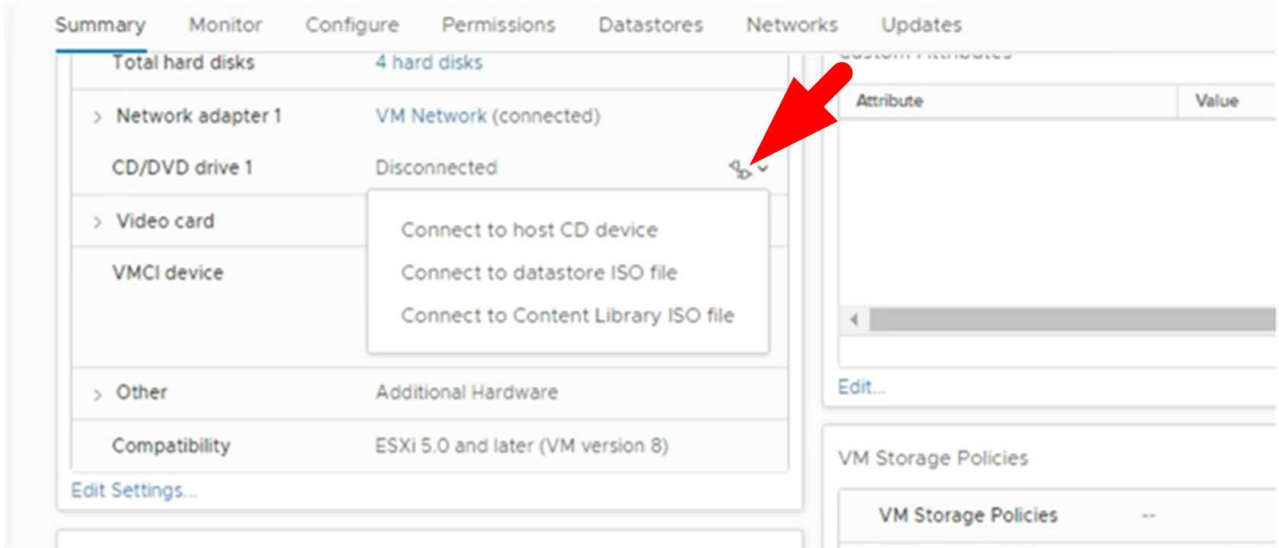 Summary Monitor Configure Permissions Datastores Networks Updates
Total hard disks 4 hard disks
Network adapter 1 VM Network (connected)
CD/DVD drive 1 Disconnected
Video card
Connect to host CD device
VMCI device
Connect to datastore ISO file
Connect to Content Library ISO file
Other Additional Hardware
Compatibility ESXi 5.0 and later (VM version 8)
Edit Settings...
Custom Attributes
Attribute Value
Edit...
VM Storage Policies
VM Storage Policies --